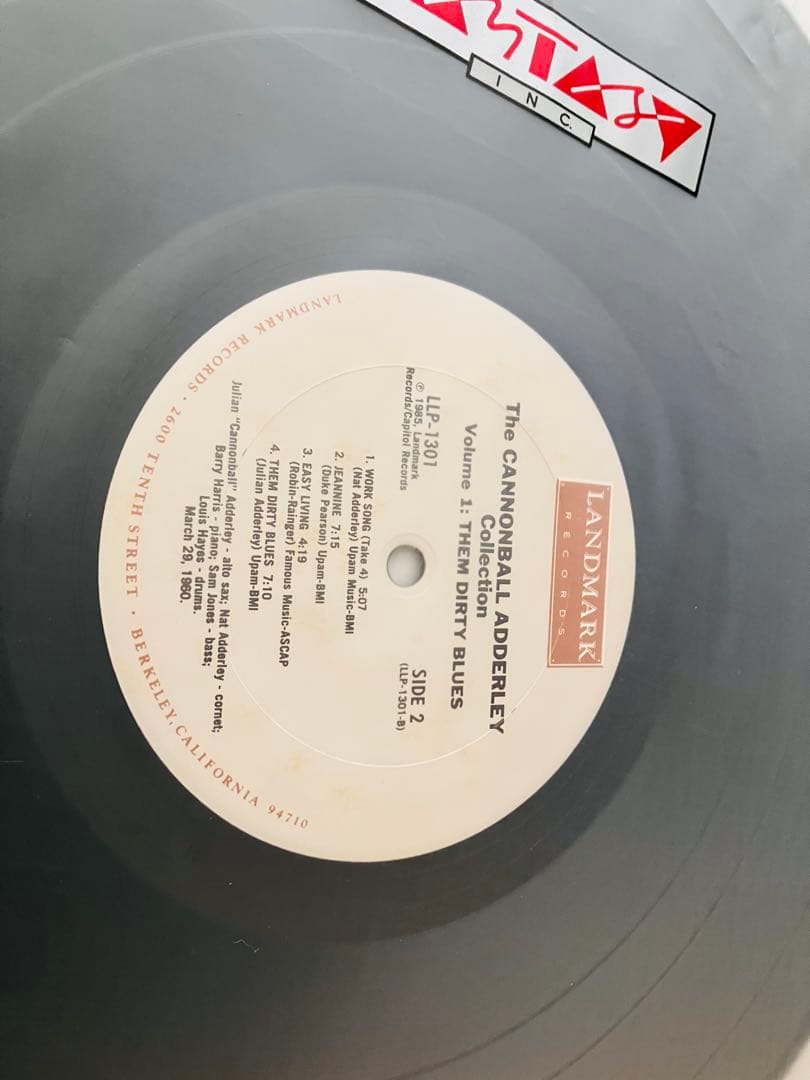 INC.
LANDMARK
RECORDS
The CANNONBALL ADDERLEY
Collection
Volume 1: THEM DIRTY BLUES
LLP-1301
℗ 1985, Landmark
Records/Capitol Records
SIDE 2
(LLP-1301-B)
1. WORK SONG (Take 4) 5:07
(Nat Adderley) Upam Music-BMI
2. JEANNINE 7:15
(Duke Pearson) Upam-BMI
3. EASY LIVING 4:19
(Robin-Rainger) Famous Music-ASCAP
4. THEM DIRTY BLUES 7:10
(Julian Adderley) Upam-BMI
Julian "Cannonball" Adderley - alto sax; Nat Adderley - cornet;
Barry Harris - piano; Sam Jones - bass;
Louis Hayes - drums.
March 29, 1960.
LANDMARK RECORDS • 2600 TENTH STREET • BERKELEY, CALIFORNIA 94710